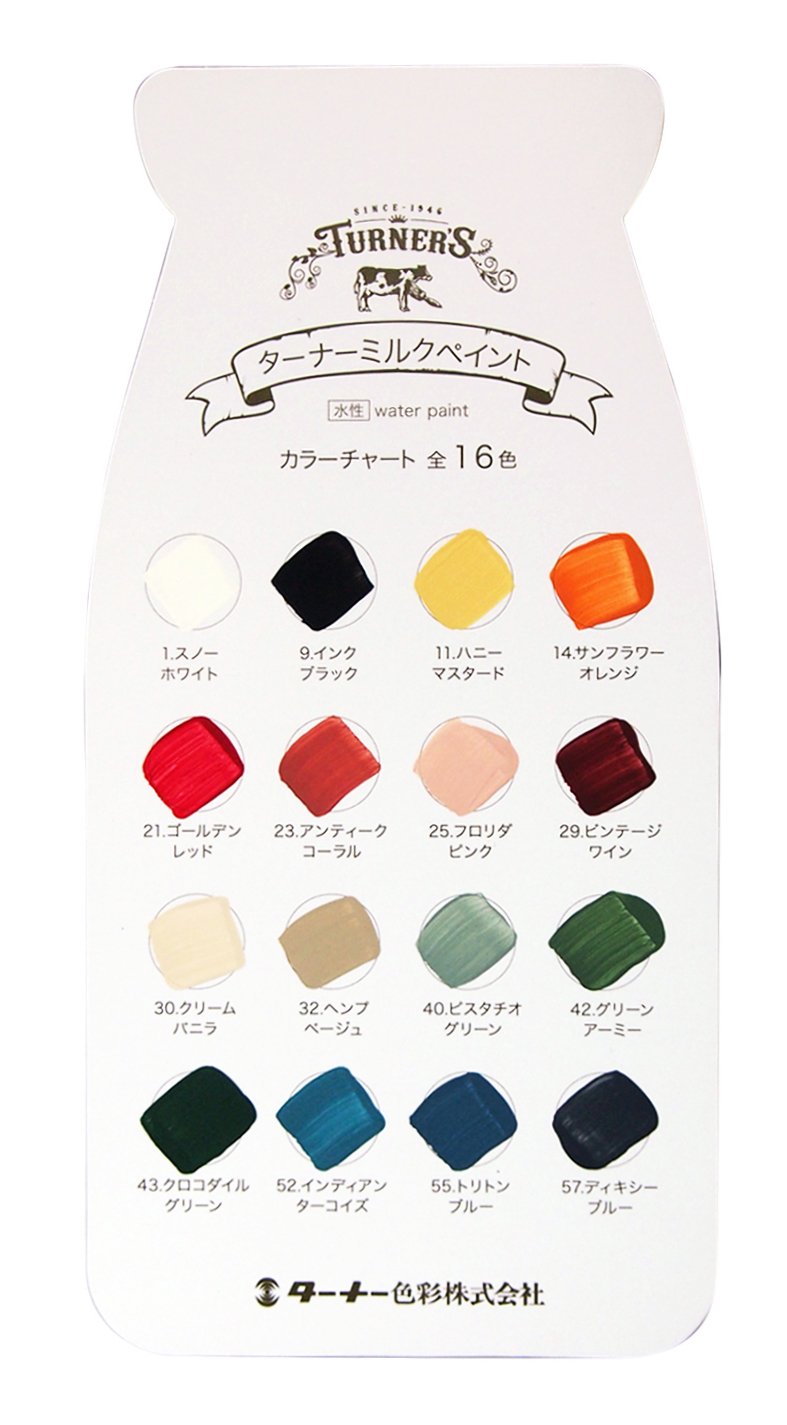 SINCE-1946
TURNER'S
ターナーミルクペイント
水性 water paint
カラーチャート 全16色
1.スノー
ホワイト
9.インク
ブラック
11.ハニー
マスタード
14.サンフラワー
オレンジ
21.ゴールデン
レッド
23.アンティーク
コーラル
25.フロリダ
ピンク
29.ビンテージ
ワイン
30.クリーム
バニラ
32.ヘンプ
ベージュ
40.ピスタチオ
グリーン
42.グリーン
アーミー
43.クロコダイル
グリーン
52.インディアン
ターコイズ
55.トリトン
ブルー
57.ディキシー
ブルー
ターナー色彩株式会社